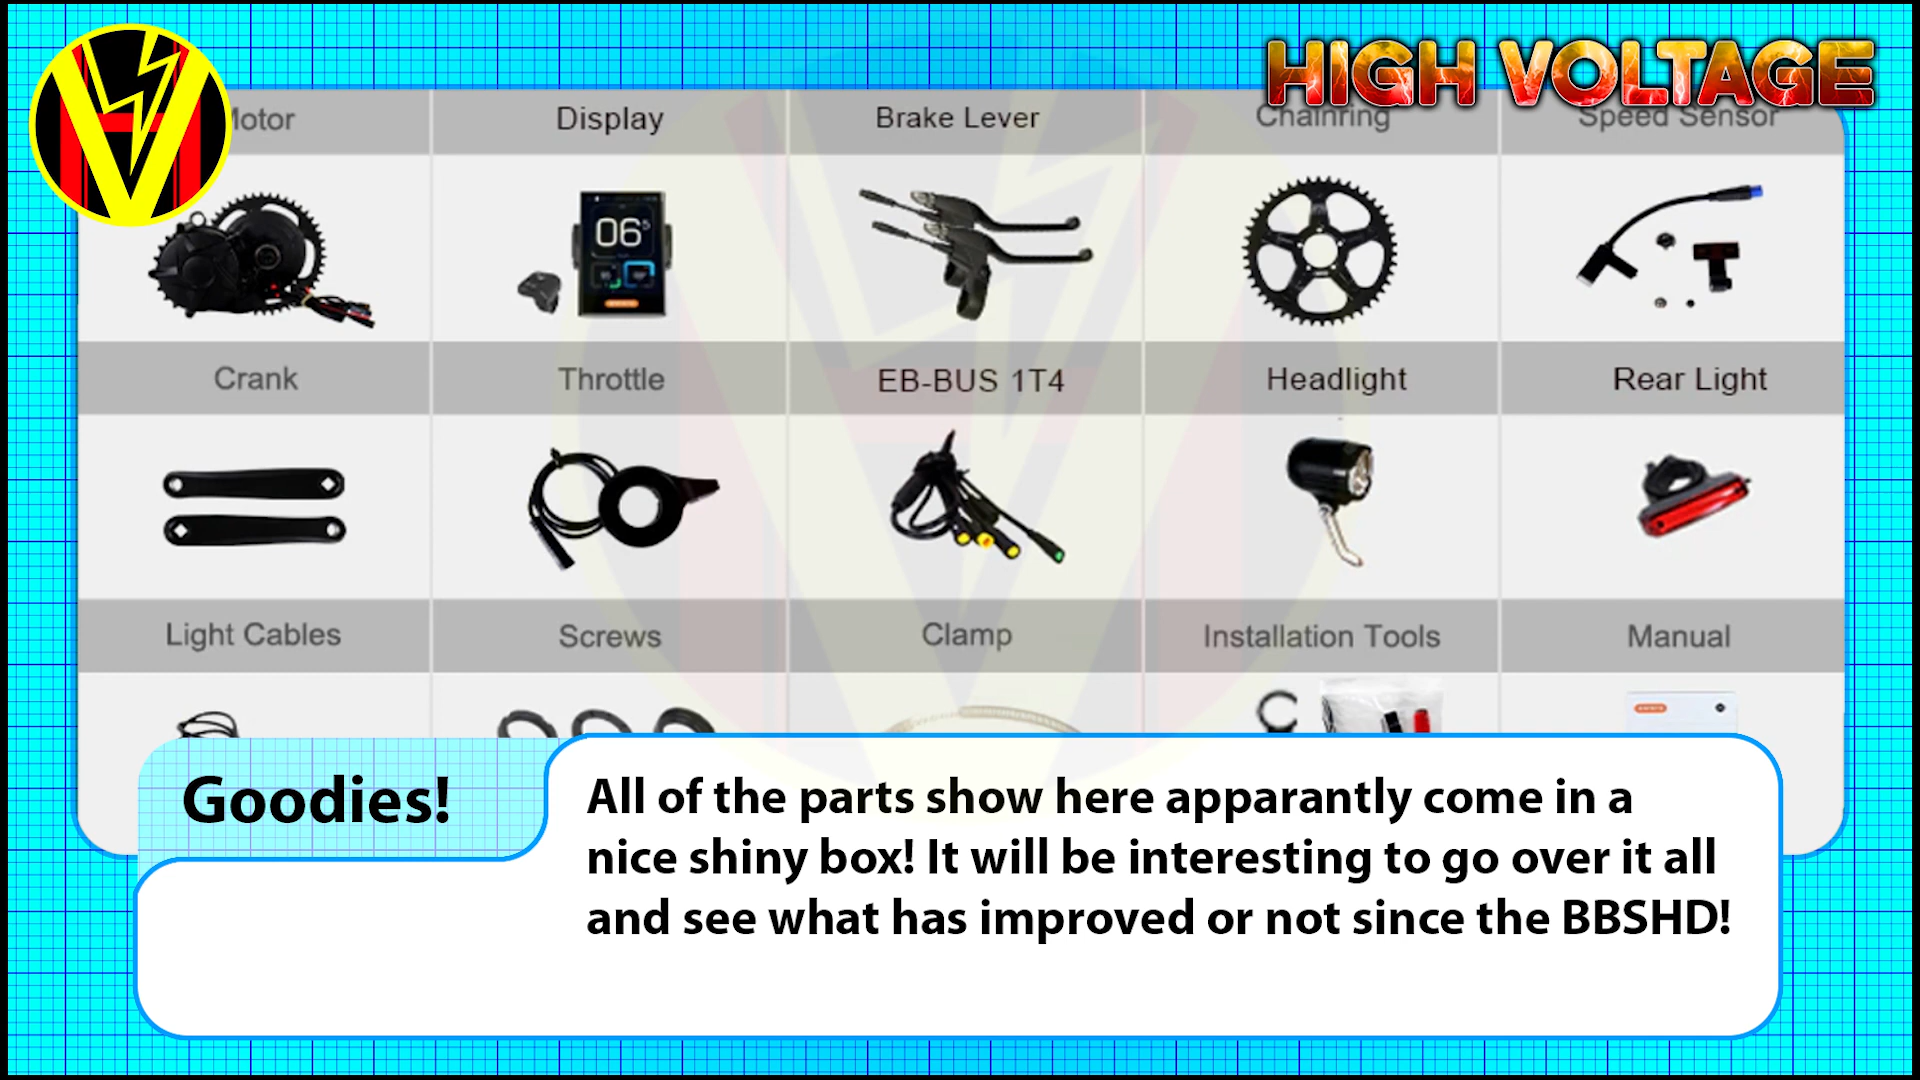 HIGH VOLTAGE
Motor Display Brake Lever Chainring Speed Sensor
06⁵
Crank Throttle EB-BUS 1T4 Headlight Rear Light
Light Cables Screws Clamp Installation Tools Manual
Goodies!
All of the parts show here apparantly come in a
nice shiny box! It will be interesting to go over it all
and see what has improved or not since the BBSHD!